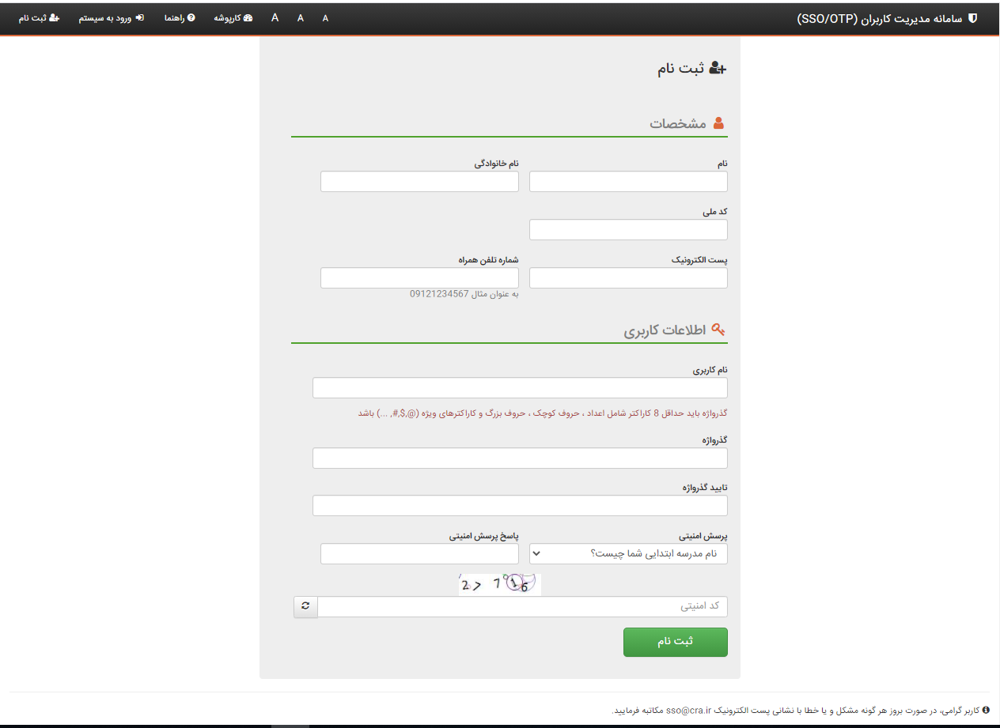 سامانه مدیریت کاربران (SSO/OTP)
A A A کارپوشه راهنما ورود به سیستم ثبت نام
ثبت نام
مشخصات
نام نام خانوادگی
کد ملی
پست الکترونیک شماره تلفن همراه
به عنوان مثال 09121234567
اطلاعات کاربری
نام کاربری
گذرواژه باید حداقل 8 کاراکتر شامل اعداد ، حروف کوچک ، حروف بزرگ و کاراکترهای ویژه (@,$,#, ...) باشد
گذرواژه
تایید گذرواژه
پرسش امنیتی پاسخ پرسش امنیتی
نام مدرسه ابتدایی شما چیست؟
کد امنیتی
ثبت نام
کاربر گرامی، در صورت بروز هر گونه مشکل و یا خطا با نشانی پست الکترونیک sso@cra.ir مکاتبه فرمایید.